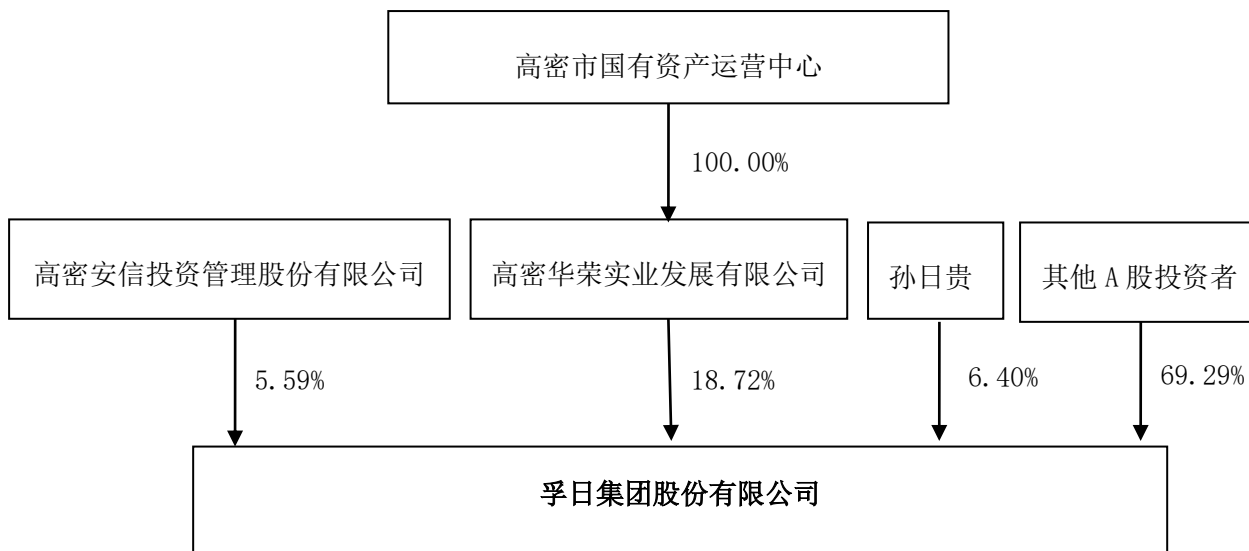 高密市国有资产运营中心
100.00%
高密安信投资管理股份有限公司
高密华荣实业发展有限公司
孙日贵
其他 A 股投资者
5.59%
18.72%
6.40%
69.29%
孚日集团股份有限公司